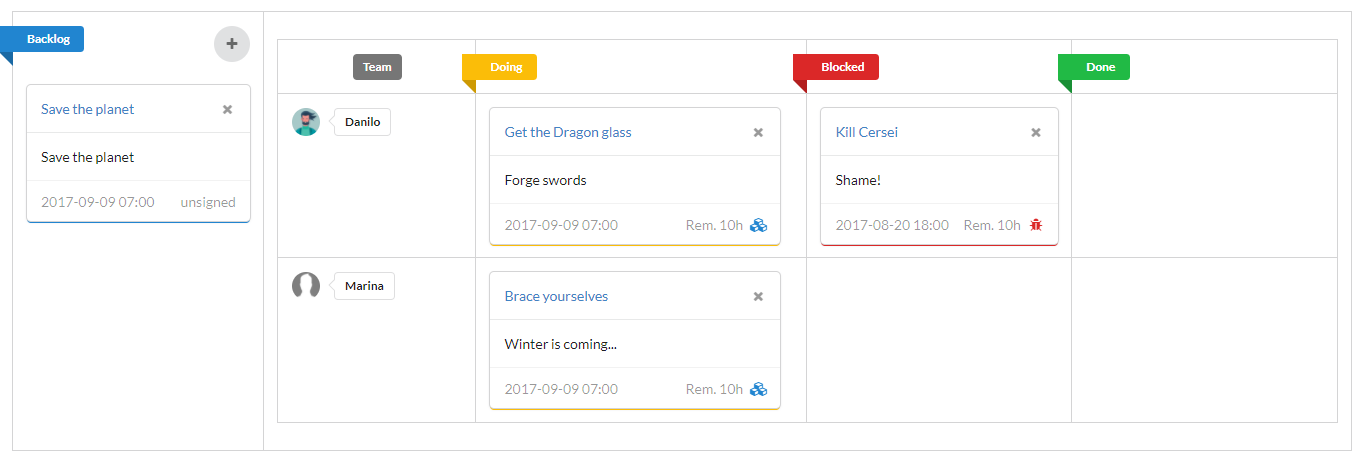 Backlog
Save the planet
Save the planet
2017-09-09 07:00 unsigned
Team Doing Blocked Done
Danilo
Get the Dragon glass
Forge swords
2017-09-09 07:00 Rem. 10h
Kill Cersei
Shame!
2017-08-20 18:00 Rem. 10h
Marina
Brace yourselves
Winter is coming...
2017-09-09 07:00 Rem. 10h